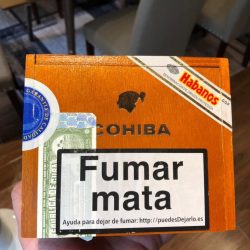 Habanos
COHIBA
Fumar
mata
Ayuda para dejar de fumar: http://puedesDejarlo.es